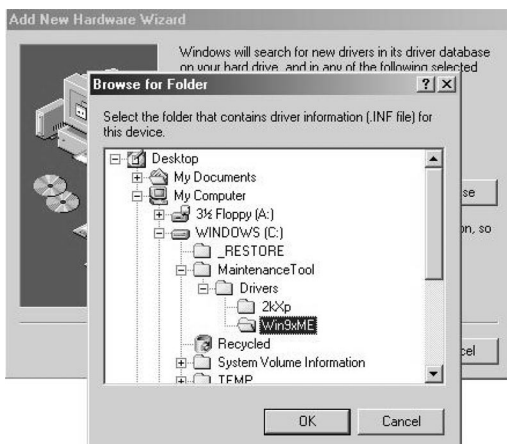 Add New Hardware Wizard
Windows will search for new drivers in its driver database
on your hard drive, and in any of the following selected
Browse for Folder
Select the folder that contains driver information (.INF file) for
this device.
Desktop
My Documents
My Computer
3½ Floppy (A:)
WINDOWS (C:)
_RESTORE
MaintenanceTool
Drivers
2kXp
Win9xME
Recycled
System Volume Information
TEMP
se
on, so
cel
OK
Cancel